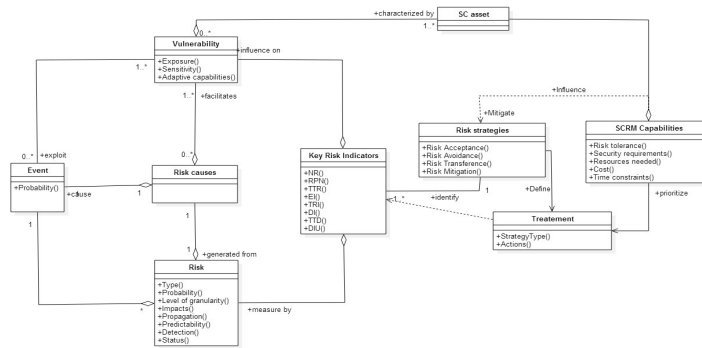 +characterized by
SC asset
0..*
1..*
Vulnerability
+Exposure()
+Sensitivity()
+Adaptive capabilities()
+influence on
1..*
1..*
+facilitates
+Influence
+Mitigate
Risk strategies
+Risk Acceptance()
+Risk Avoidance()
+Risk Transference()
+Risk Mitigation()
SCRM Capabilities
+Risk tolerance()
+Security requirements()
+Resources needed()
+Cost()
+Time constraints()
0..*
+exploit
0..*
Event
+Probability()
+cause
1
1
Risk causes
Key Risk Indicators
+NR()
+RPN()
+TTR()
+EI()
+TRI()
+DI()
+TTD()
+DIU()
1..*
+identify
1
+Define
+prioritize
Treatement
+StrategyType()
+Actions()
1
1
1
+generated from
Risk
+Type()
+Probability()
+Level of granularity()
+Impacts()
+Propagation()
+Predictability()
+Detection()
+Status()
*
+measure by